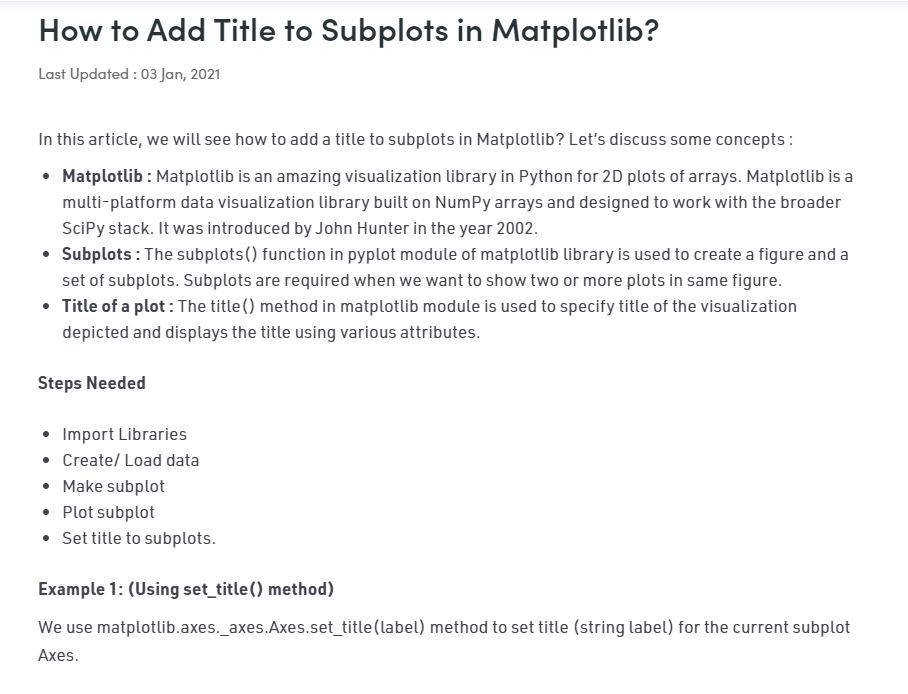 How to Add Title to Subplots in Matplotlib?
Last Updated : 03 Jan, 2021
In this article, we will see how to add a title to subplots in Matplotlib? Let's discuss some concepts :
• Matplotlib : Matplotlib is an amazing visualization library in Python for 2D plots of arrays. Matplotlib is a
multi-platform data visualization library built on NumPy arrays and designed to work with the broader
SciPy stack. It was introduced by John Hunter in the year 2002.
• Subplots : The subplots() function in pyplot module of matplotlib library is used to create a figure and a
set of subplots. Subplots are required when we want to show two or more plots in same figure.
• Title of a plot : The title() method in matplotlib module is used to specify title of the visualization
depicted and displays the title using various attributes.
Steps Needed
• Import Libraries
• Create/ Load data
• Make subplot
• Plot subplot
• Set title to subplots.
Example 1: (Using set_title() method)
We use matplotlib.axes._axes.Axes.set_title(label) method to set title (string label) for the current subplot
Axes.